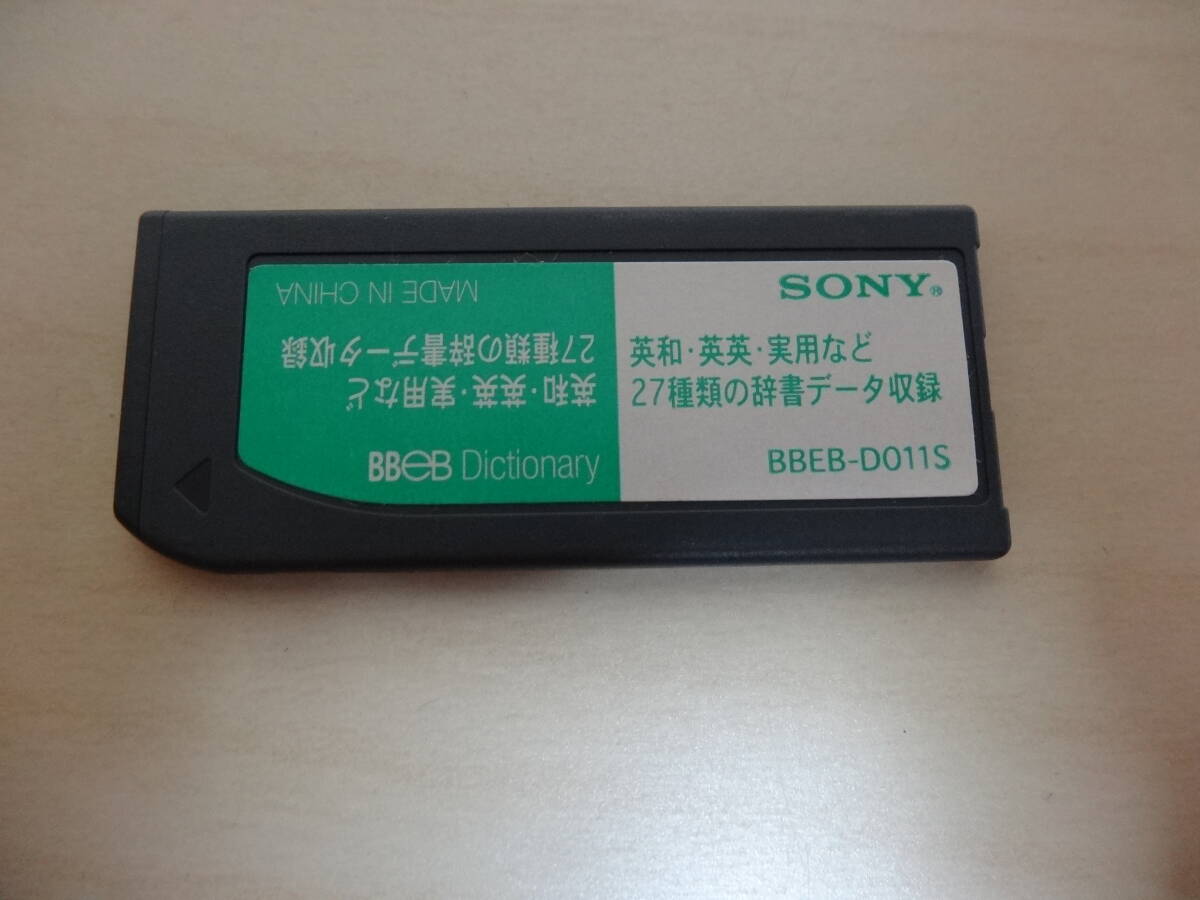 SONY®
英和・英英・実用など
27種類の辞書データ収録
BBEB-D011S
BBeB Dictionary
英和・英英・実用など
27種類の辞書データ収録
MADE IN CHINA